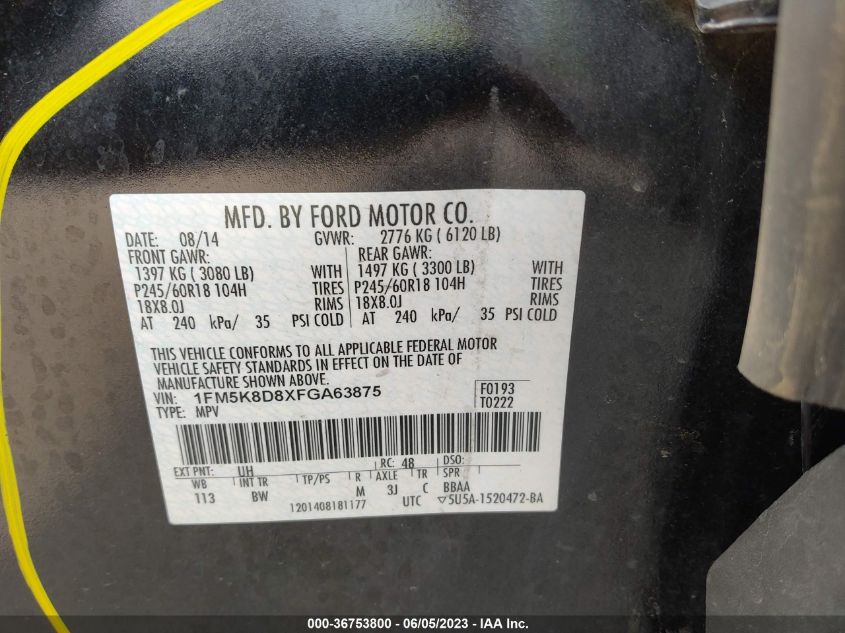 MFD. BY FORD MOTOR CO.
DATE: 08/14 GVWR: 2776 KG ( 6120 LB)
FRONT GAWR: REAR GAWR:
1397 KG ( 3080 LB) WITH 1497 KG ( 3300 LB) WITH
P245/60R18 104H TIRES P245/60R18 104H TIRES
18X8.0J RIMS 18X8.0J RIMS
AT 240 kPa/ 35 PSI COLD AT 240 kPa/ 35 PSI COLD
THIS VEHICLE CONFORMS TO ALL APPLICABLE FEDERAL MOTOR
VEHICLE SAFETY STANDARDS IN EFFECT ON THE DATE OF
MANUFACTURE SHOWN ABOVE.
VIN: 1FM5K8D8XFGA63875 F0193
TYPE: MPV T0222
EXT PNT: UH RC: 48 DSO:
WB INT TR TP/PS R AXLE TR SPR
113 BW M 3J C BBAA
1201408181177 UTC ▽5U5A-1520472-BA
000-36753800 - 06/05/2023 - IAA Inc.